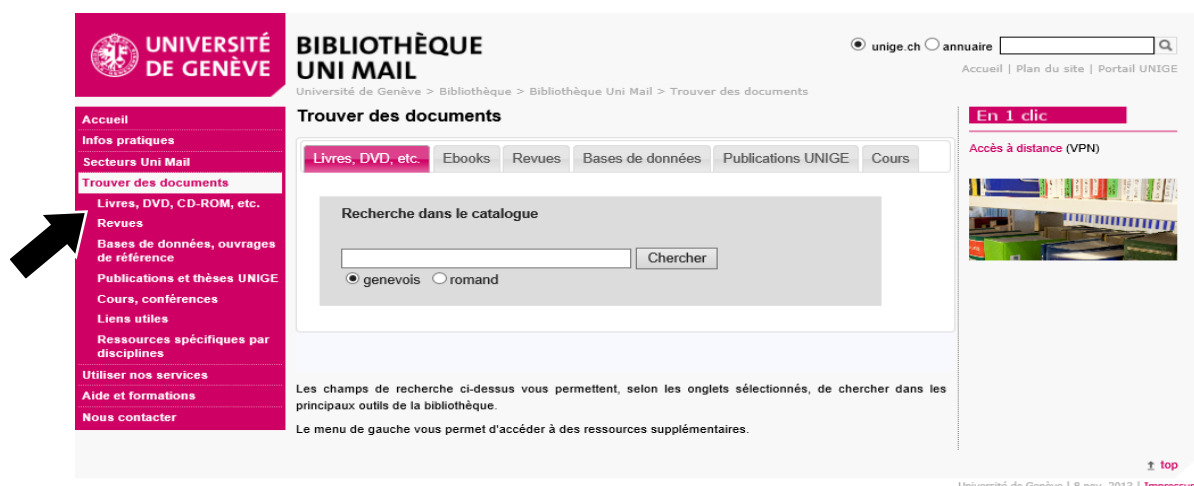 UNIVERSITÉ
DE GENÈVE
BIBLIOTHÈQUE
UNI MAIL
unige.ch annuaire
Accueil | Plan du site | Portail UNIGE
Université de Genève > Bibliothèque > Bibliothèque Uni Mail > Trouver des documents
Accueil
Infos pratiques
Secteurs Uni Mail
Trouver des documents
Livres, DVD, CD-ROM, etc.
Revues
Bases de données, ouvrages
de référence
Publications et thèses UNIGE
Cours, conférences
Liens utiles
Ressources spécifiques par
disciplines
Utiliser nos services
Aide et formations
Nous contacter
Trouver des documents
Livres, DVD, etc. Ebooks Revues Bases de données Publications UNIGE Cours
Recherche dans le catalogue
Chercher
genevois romand
Les champs de recherche ci-dessus vous permettent, selon les onglets sélectionnés, de chercher dans les
principaux outils de la bibliothèque.
Le menu de gauche vous permet d'accéder à des ressources supplémentaires.
En 1 clic
Accès à distance (VPN)
top
Université de Genève | 8 nov. 2013 |